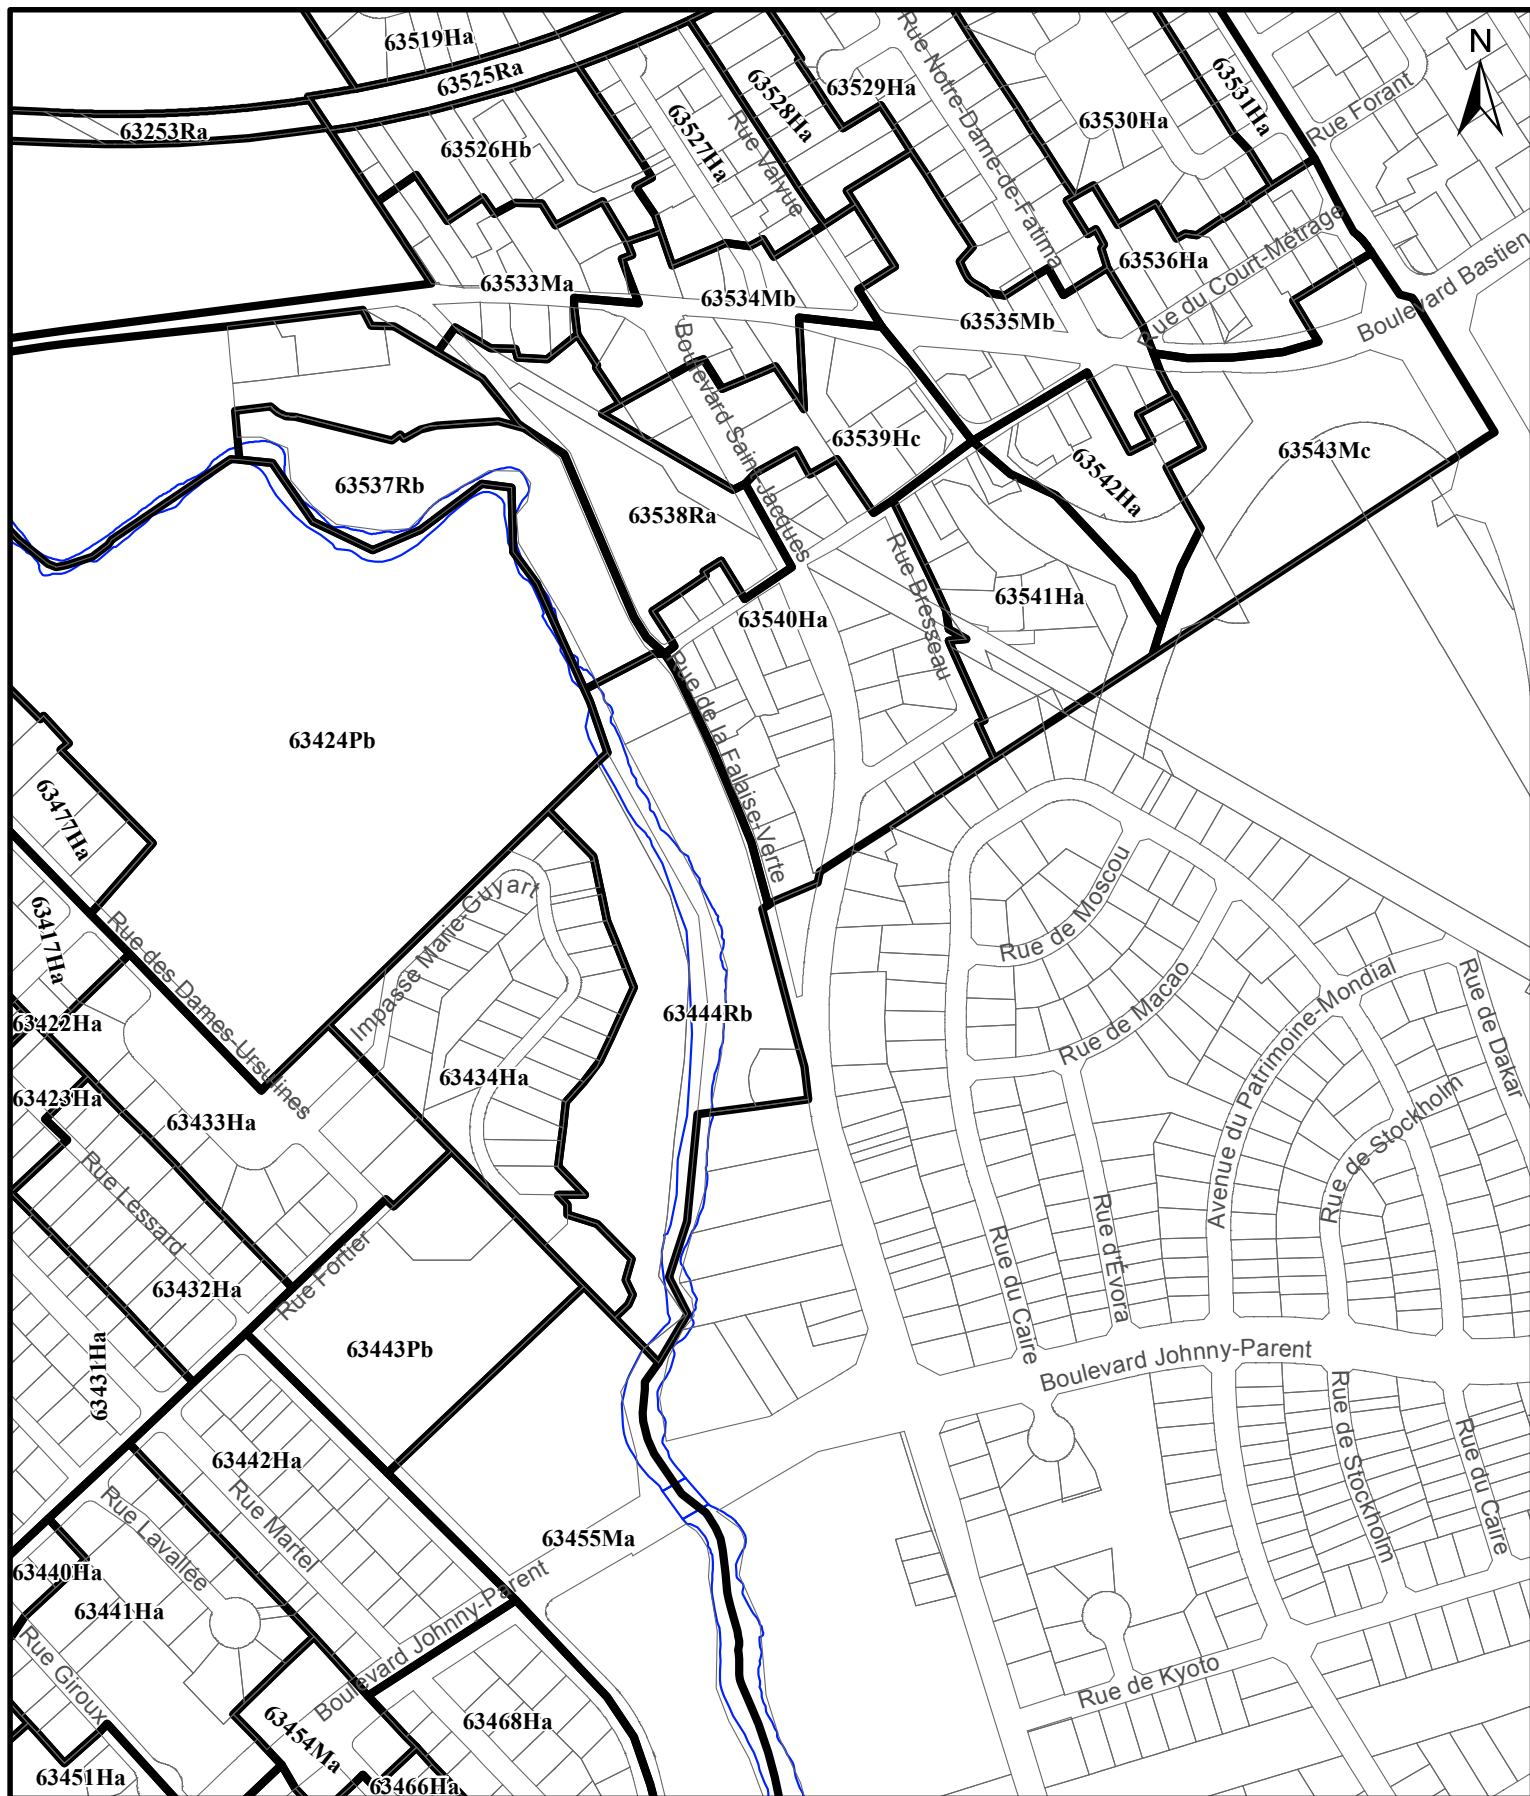 63519Ha
63525Ra
63253Ra
63526Hb
63527Ha
Rue Valvue
63528Ha
63529Ha
Rue Notre-Dame-de-Fatima
63530Ha
63531Ha
Rue Forant
N
63533Ma
63534Mb
63535Mb
63536Ha
Rue du Court-Métrage
Boulevard Bastien
Boulevard Saint-Jacques
63537Rb
63538Ra
63539Hc
63542Ha
63543Mc
Rue Bresseau
63541Ha
63540Ha
Rue de la Falaise-Verte
63424Pb
63477Ha
63417Ha
Rue des Dames-Ursulines
Impasse Marie-Guyart
63422Ha
63423Ha
63433Ha
63434Ha
63444Rb
Rue de Moscou
Rue de Macao
Avenue du Patrimoine-Mondial
Rue de Dakar
Rue de Stockholm
Rue Lessard
63432Ha
Rue Fortier
63431Ha
63443Pb
Rue du Caire
Rue d'Évora
Boulevard Johnny-Parent
Rue de Stockholm
Rue du Caire
63442Ha
Rue Martel
Rue Lavallée
63455Ma
63440Ha
63441Ha
Rue Giroux
Boulevard Johnny-Parent
63454Ma
63468Ha
Rue de Kyoto
63451Ha
63466Ha